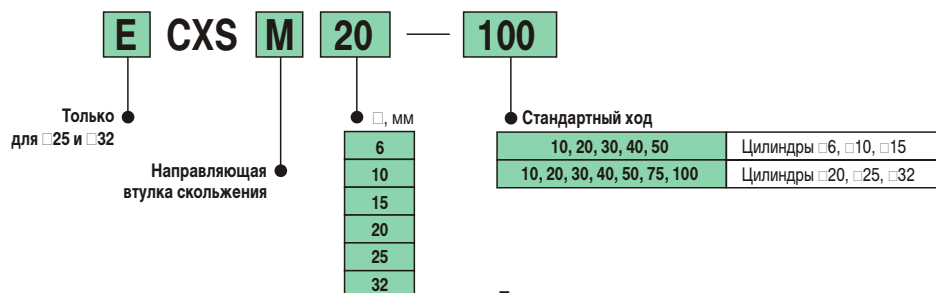 E CXS M 20 — 100
Только
для □25 и □32
Направляющая
втулка скольжения
□, мм
6
10
15
20
25
32
Стандартный ход
10, 20, 30, 40, 50 Цилиндры □6, □10, □15
10, 20, 30, 40, 50, 75, 100 Цилиндры □20, □25, □32